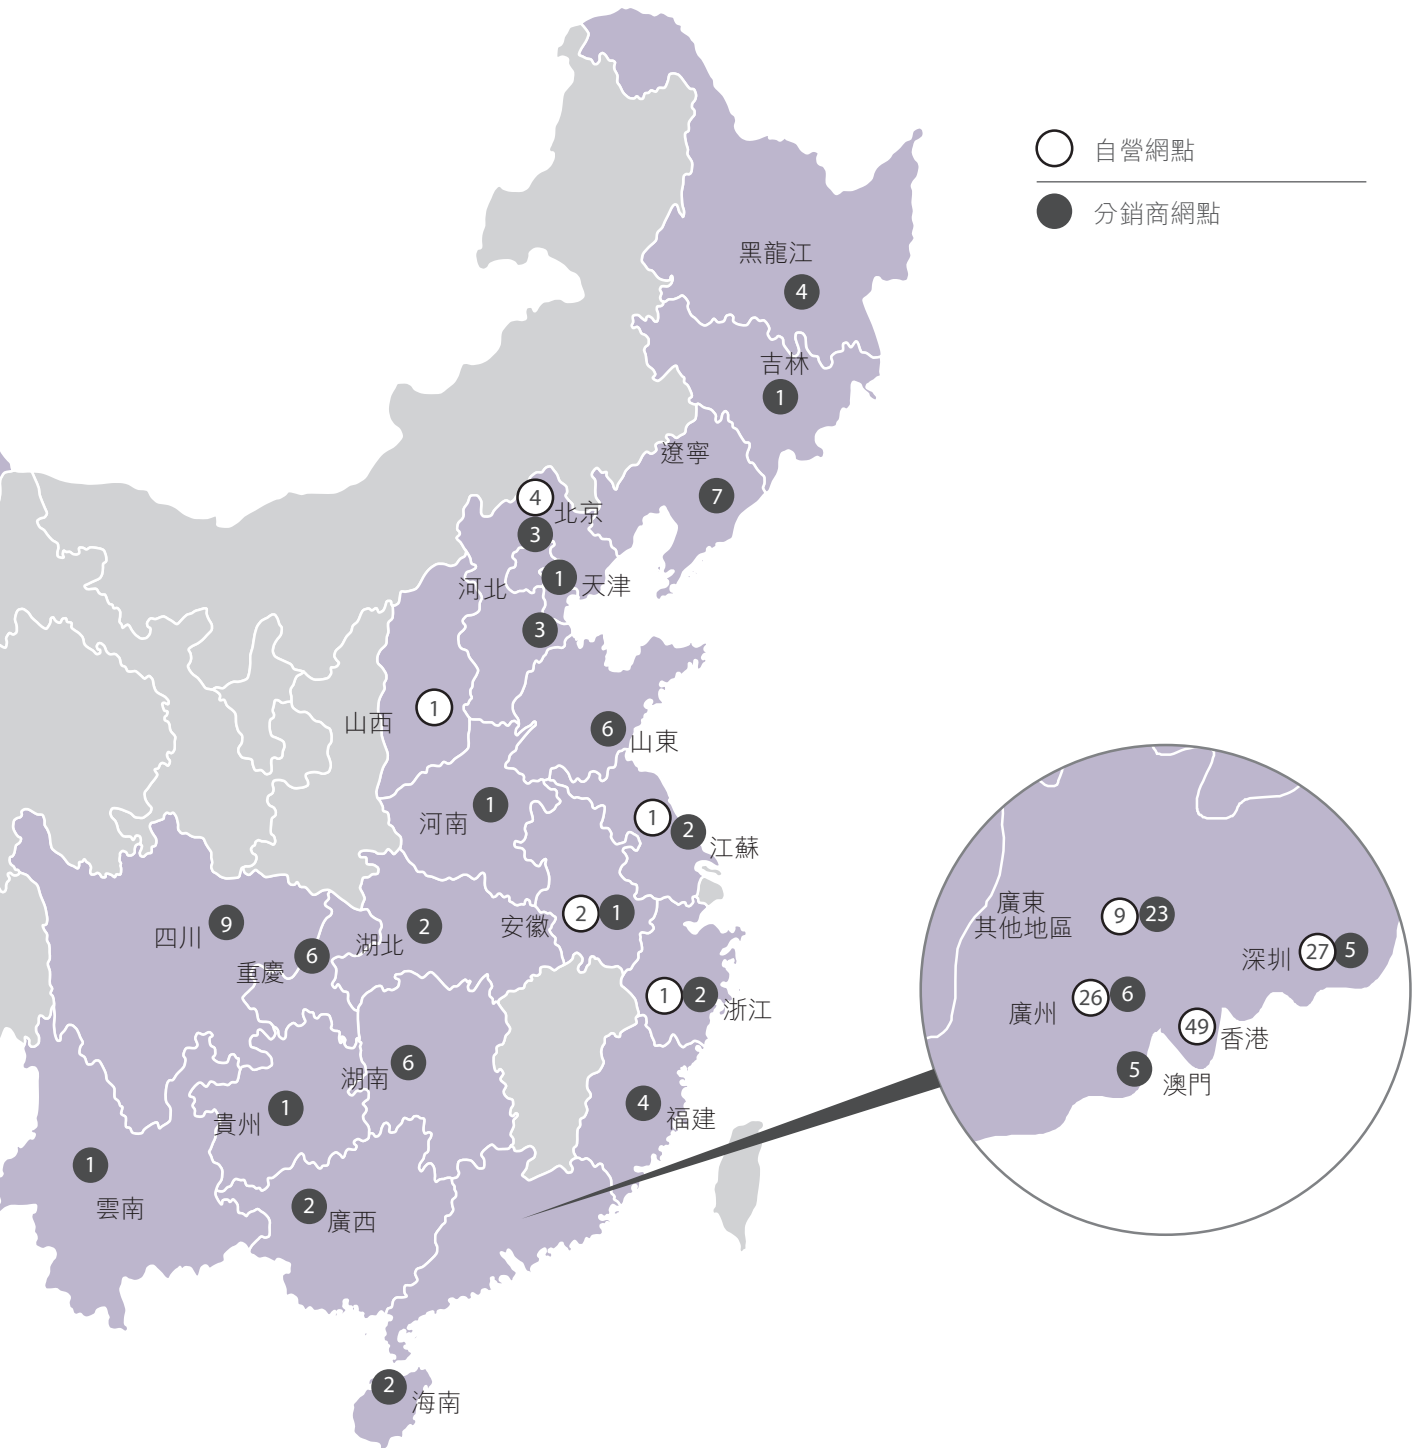 自營網點
分銷商網點
黑龍江
4
吉林
1
遼寧
7
4
北京
3
1
天津
河北
3
1
山西
6
山東
1
河南
1
2
江蘇
9
四川
6
重慶
2
湖北
2
1
安徽
1
2
浙江
6
湖南
1
貴州
4
福建
1
雲南
2
廣西
2
海南
廣東
其他地區
9
23
27
5
深圳
26
6
廣州
49
香港
5
澳門